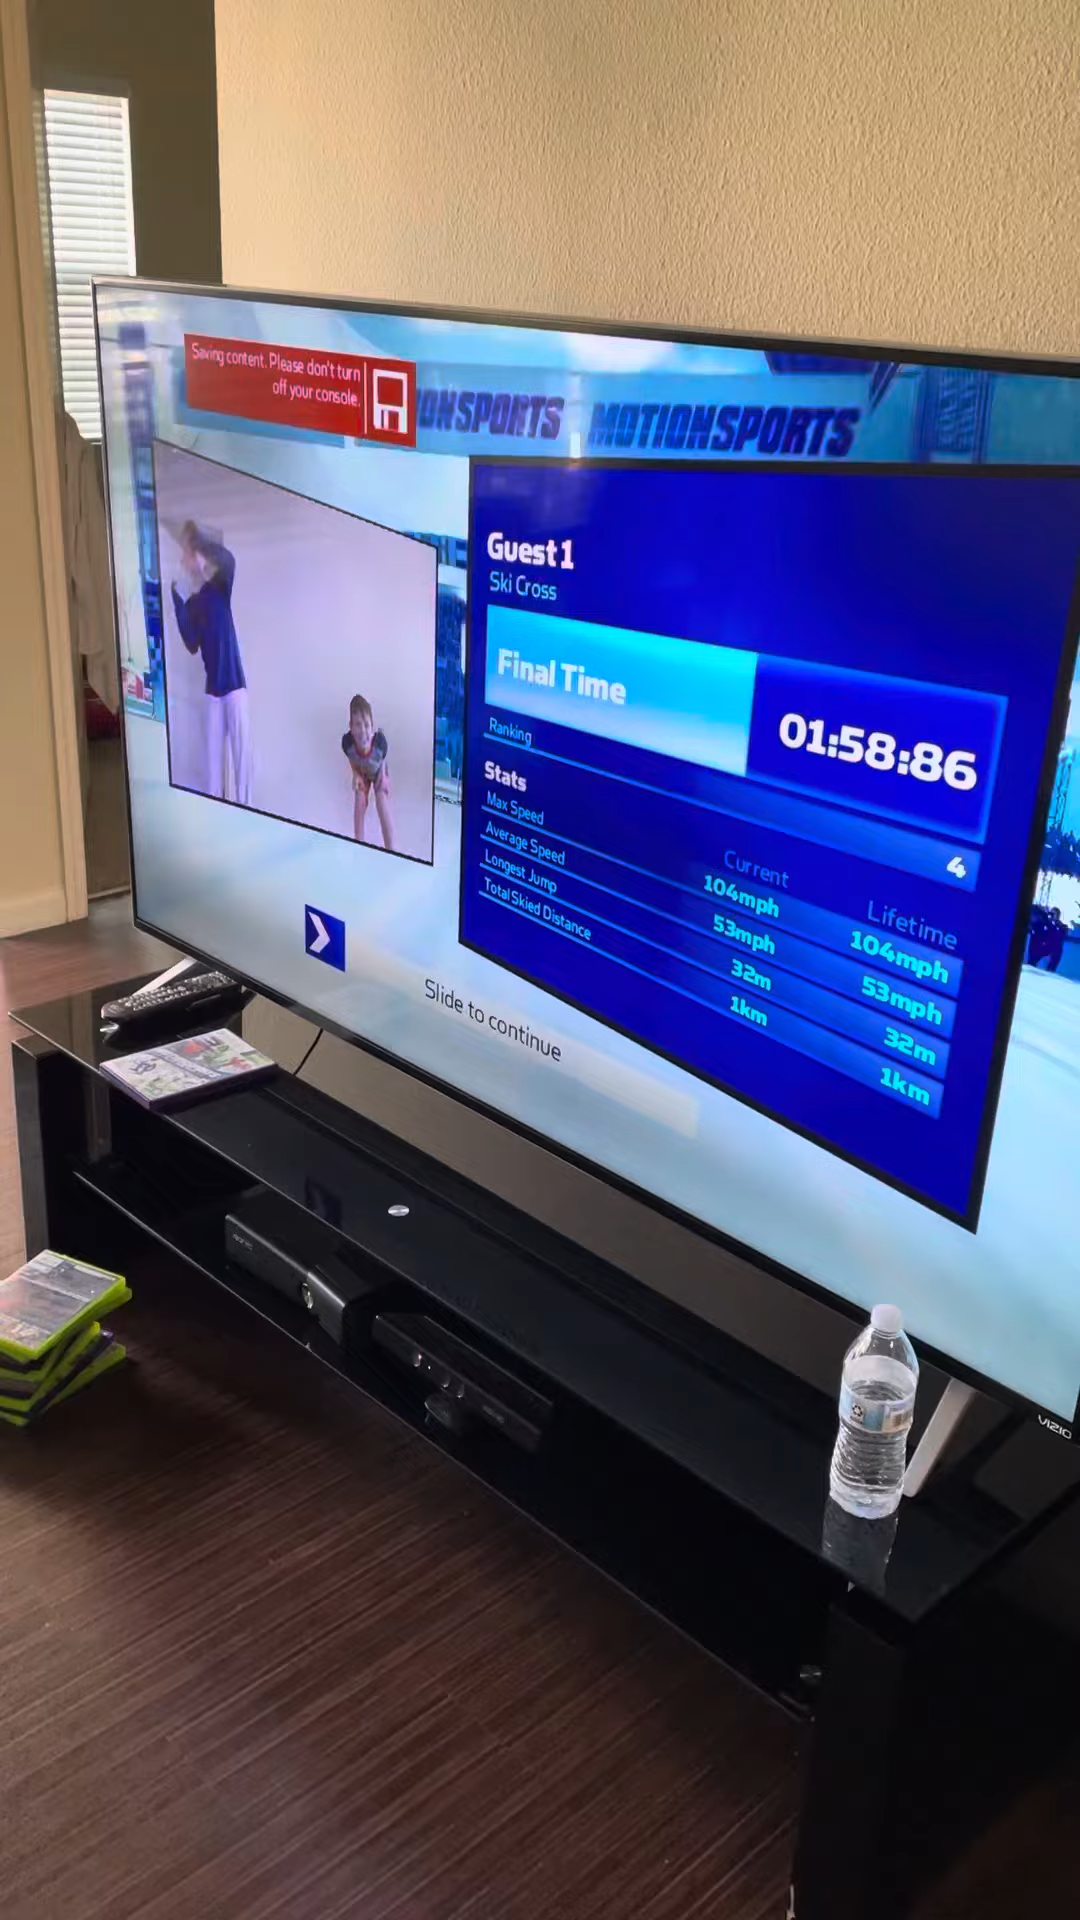 Saving content. Please don't turn
off your console.
IONSPORTS MOTIONSPORTS
Guest 1
Ski Cross
Final Time
01:58:86
Ranking
4
Stats
Current Lifetime
Max Speed 104mph 104mph
Average Speed 53mph 53mph
Longest Jump 32m 32m
Total Skied Distance 1km 1km
Slide to continue
VIZIO